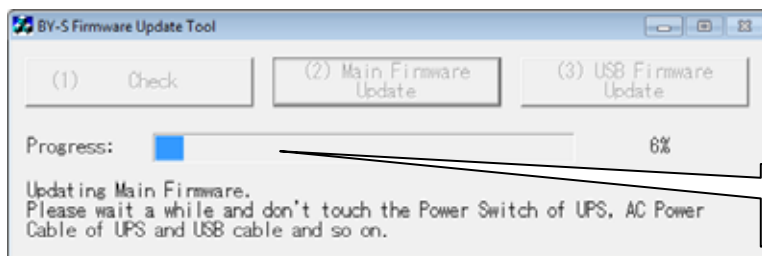 BY-S Firmware Update Tool
(1) Check
(2) Main Firmware
Update
(3) USB Firmware
Update
Progress:
6%
Updating Main Firmware.
Please wait a while and don't touch the Power Switch of UPS, AC Power
Cable of UPS and USB cable and so on.